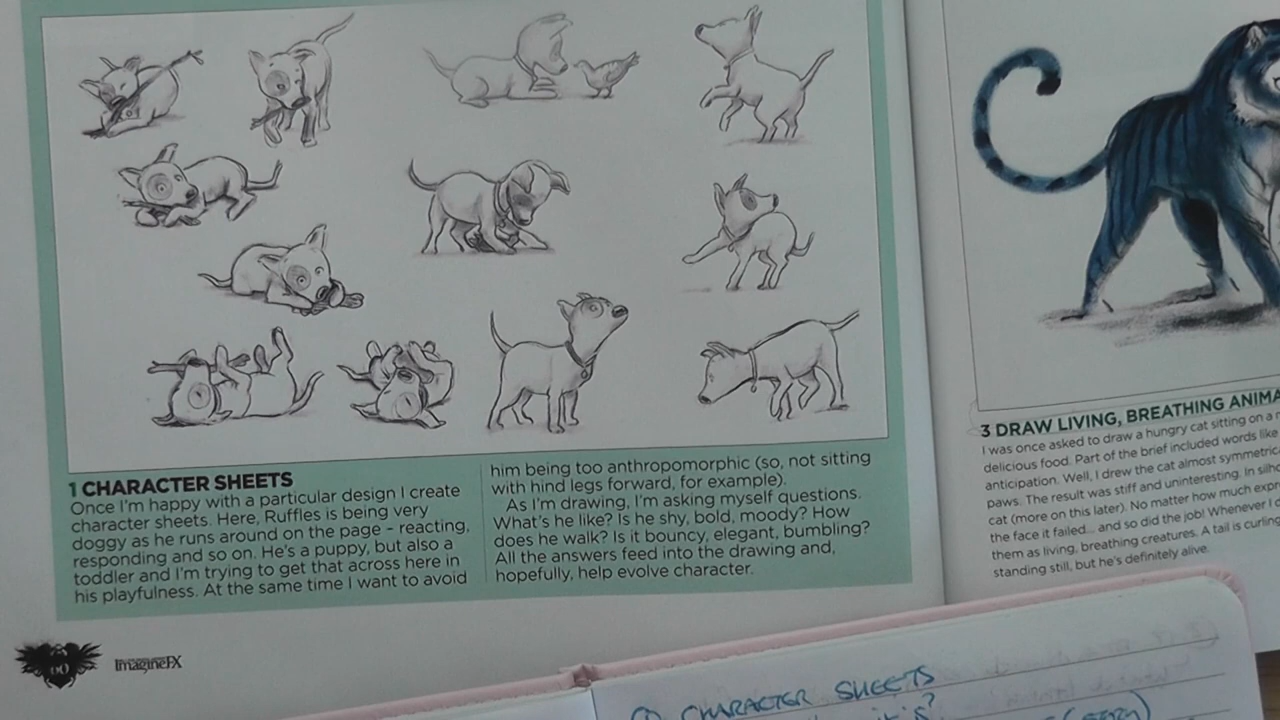 1 CHARACTER SHEETS
Once I'm happy with a particular design I create
character sheets. Here, Ruffles is being very
doggy as he runs around on the page – reacting,
responding and so on. He's a puppy, but also a
toddler and I'm trying to get that across here in
his playfulness. At the same time I want to avoid
him being too anthropomorphic (so, not sitting
with hind legs forward, for example).
As I'm drawing, I'm asking myself questions.
What's he like? Is he shy, bold, moody? How
does he walk? Is it bouncy, elegant, bumbling?
All the answers feed into the drawing and,
hopefully, help evolve character.
ImagineFX
3 DRAW LIVING, BREATHING
I was once asked to draw a hungry cat sitting on a
delicious food. Part of the brief included words like
anticipation. Well, I drew the cat almost
paws. The result was stiff and uninteresting. In
cat (more on this later). No matter how much
the face it failed... and so did the job! Whenever I
them as living, breathing creatures. A tail is
standing still, but he's definitely alive.
CHARACTER SHEETS
it's?
(STORY)